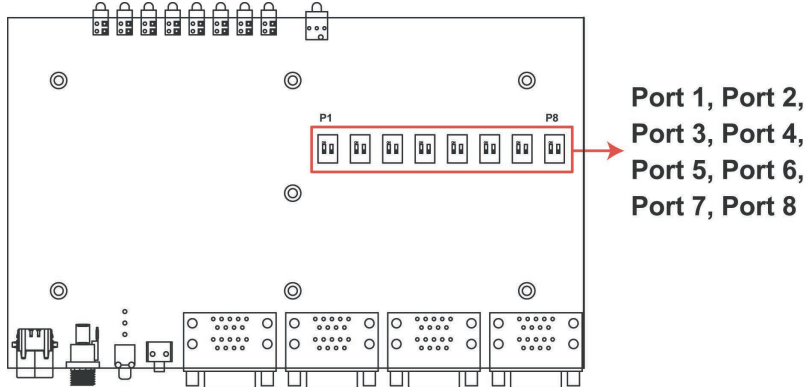 P1
P8
Port 1, Port 2,
Port 3, Port 4,
Port 5, Port 6,
Port 7, Port 8